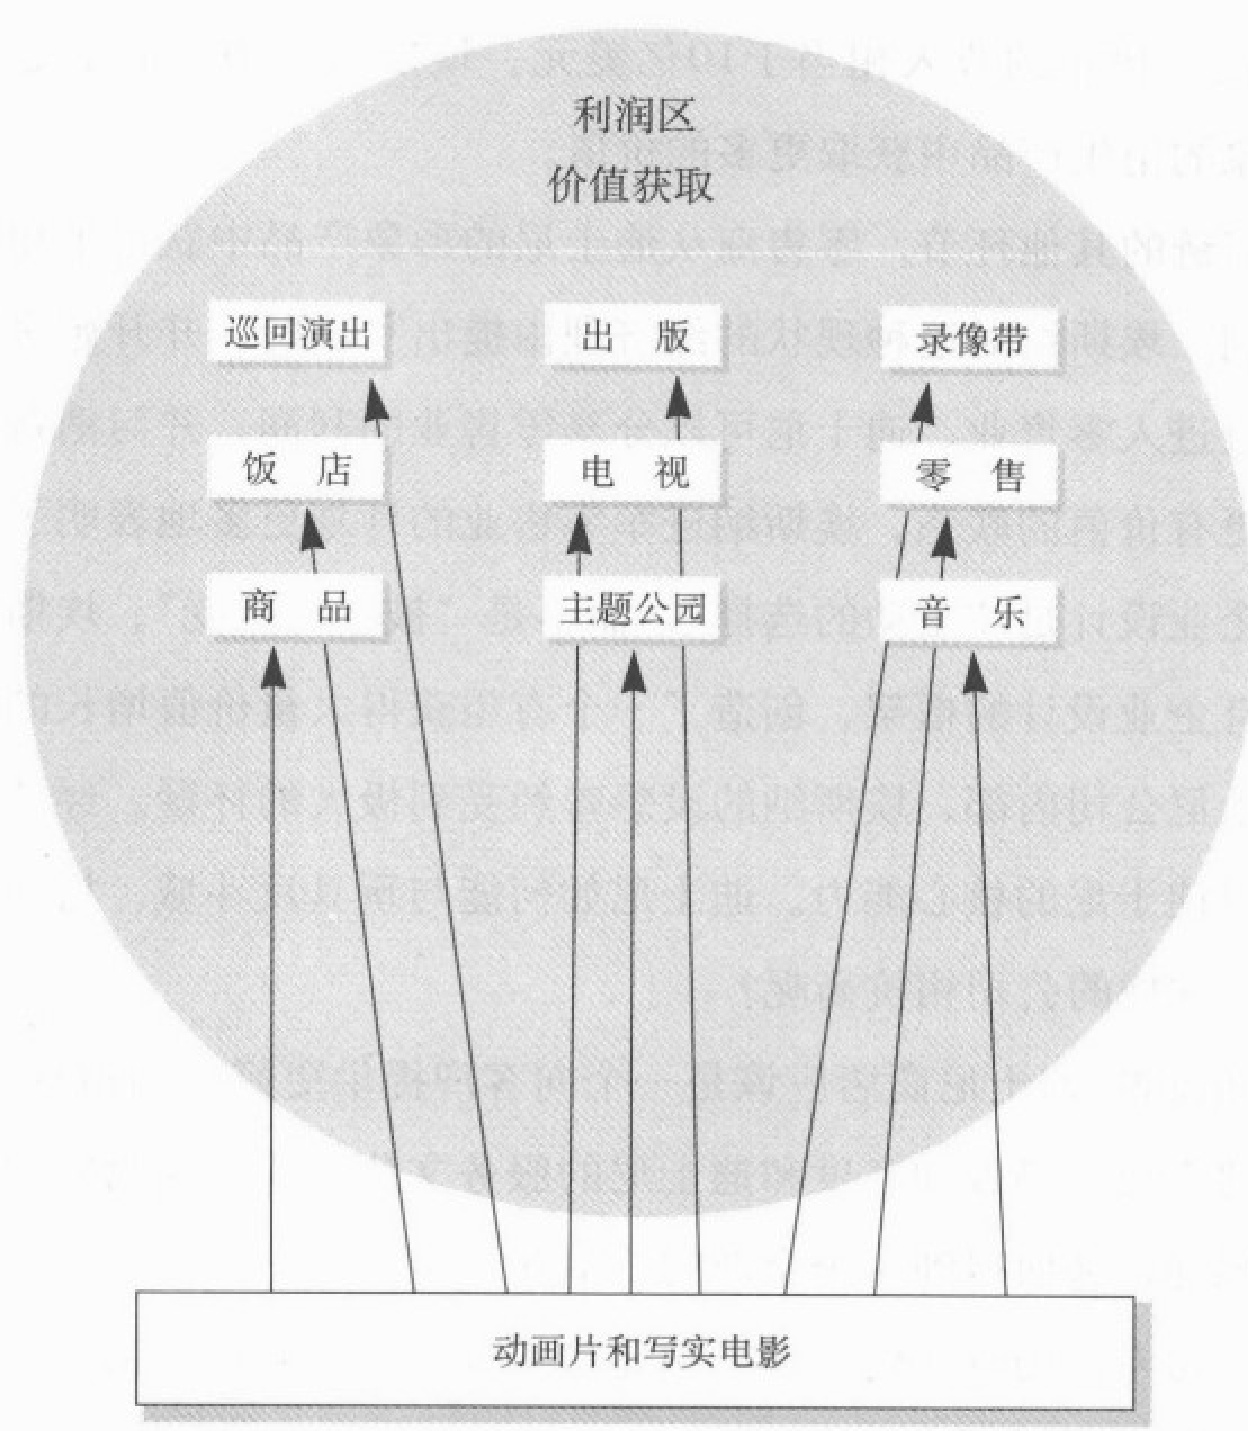 利润区
价值获取
巡回演出
出 版
录像带
饭 店
电 视
零 售
商 品
主题公园
音 乐
动画片和写实电影